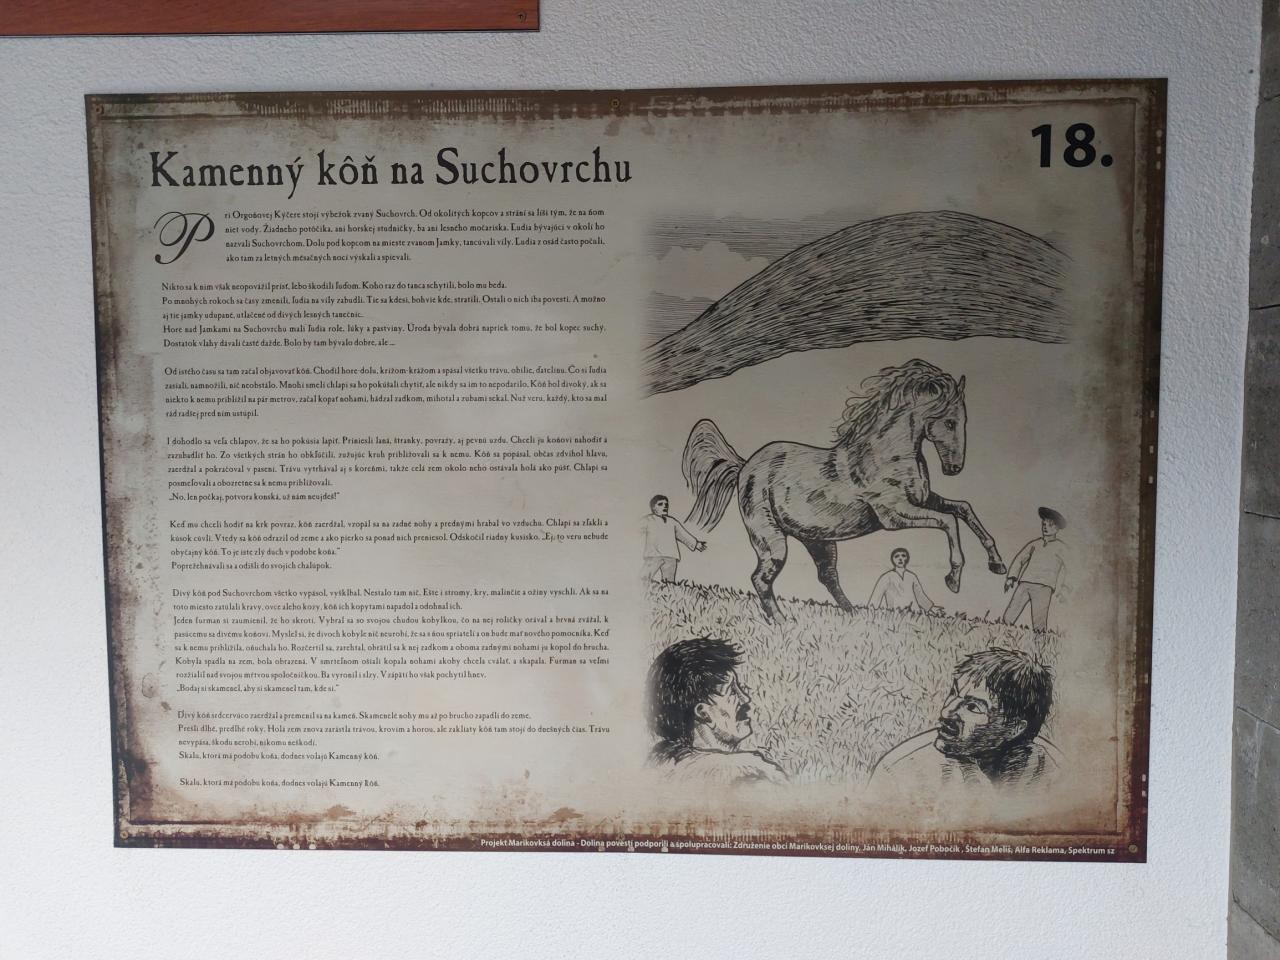 Kamenný kôň na Suchovrchu
18.
Pri Orgoňovej Kýčere stojí výbežok zvaný Suchovrch. Od okolitých kopcov a strání sa líši tým, že na ňom
niet vody. Žiadneho potôčika, ani horskej studničky, ba ani lesného močariska. Ľudia bývajúci v okolí ho
nazvali Suchovrchom. Dolu pod kopcom na mieste zvanom Jamky, tancúvali víly. Ľudia z osád často počuli,
ako tam za letných mesačných nocí výskali a spievali.
Nikto sa k nim však neopovážil prísť, lebo škodili ľuďom. Koho raz do tanca schytili, bolo mu beda.
Po mnohých rokoch sa časy zmenili, ľudia na víly zabudli. Tie sa kdesi, bohvie kde, stratili. Ostali o nich iba povesti. A možno
aj tie jamky udupané, utlačené od divých lesných tanečníc.
Hore nad Jamkami na Suchovrchu mali ľudia role, lúky a pastviny. Úroda bývala dobrá napriek tomu, že bol kopec suchý.
Dostatok vlahy dávali časté dažde. Bolo by tam bývalo dobre, ale ...
Od istého času sa tam začal objavovať kôň. Chodil hore-dolu, krížom-krážom a spásal všetku trávu, obilie, ďatelinu. Čo si ľudia
zasiali, namnožili, nič neobstálo. Mnohí smelí chlapi sa ho pokúšali chytiť, ale nikdy sa im to nepodarilo. Kôň bol divoký, ak sa
niekto k nemu priblížil na pár metrov, začal kopať nohami, hádzal zadkom, mihotal a zubami sekal. Nuž veru, každý, kto sa mal
rád radšej pred ním ustúpil.
I dohodlo sa veľa chlapov, že sa ho pokúsia lapiť. Priniesli laná, štranky, povrazy, aj pevnú uzdu. Chceli ju koňovi nahodiť a
zazubadliť ho. Zo všetkých strán ho obkľúčili, zužujúc kruh približovali sa k nemu. Kôň sa popásal, občas zdvihol hlavu,
zaerdžal a pokračoval v pasení. Trávu vytrhával aj s koreňmi, takže celá zem okolo neho ostávala holá ako púšť. Chlapi sa
posmeľovali a obozretne sa k nemu približovali.
„No, len počkaj, potvora konská, už nám neujdeš!"
Keď mu chceli hodiť na krk povraz, kôň zaerdžal, vzopäl sa na zadné nohy a prednými hrabal vo vzduchu. Chlapi sa zľakli a
kúsok cúvli. Vtedy sa kôň odrazil od zeme a ako pierko sa ponad nich preniesol. Odskočil riadny kusisko. „Ej, to veru nebude
obyčajný kôň. To je iste zlý duch v podobe koňa."
Poprežehnávali sa a odišli do svojich chalúpok.
Divý kôň pod Suchovrchom všetko vypásol, vyškľbal. Nestalo tam nič. Ešte i stromy, kry, malinčie a ožiny vyschli. Ak sa na
toto miesto zatúlali kravy, ovce alebo kozy, kôň ich kopytami napadol a odohnal ich.
Jeden furman si zaumienil, že ho skrotí. Vybral sa so svojou chudou kobylkou, čo na nej roličky orával a brvná zvážal, k
pasúcemu sa divému koňovi. Myslel si, že divoch kobyle nič neurobí, že sa s ňou spriatelí a on bude mať nového pomocníka. Keď
sa k nemu priblížila, oňuchala ho. Rozčertil sa, zarehtal, obrátil sa k nej zadkom a oboma zadnými nohami ju kopol do brucha.
Kobyla spadla na zem, bola obrazená. V smrteľnom ošiali kopala nohami akoby chcela cválať, a skapala. Furman sa veľmi
rozžialil nad svojou mŕtvou spoločníčkou. Ba vyronil i slzy. Vzápätí ho však pochytil hnev.
„Bodaj si skamenel, aby si skamenel tam, kde si."
Divý kôň srdcervúco zaerdžal a premenil sa na kameň. Skamenelé nohy mu až po brucho zapadli do zeme.
Prešli dlhé, predlhé roky. Holá zem znova zarástla trávou, krovím a horou, ale zakliaty kôň tam stojí do dnešných čias. Trávu
nevypása, škodu nerobí, nikomu neškodí.
Skalu, ktorá má podobu koňa, dodnes volajú Kamenný kôň.
Skalu, ktorá má podobu koňa, dodnes volajú Kamenný kôň.
Projekt Marikovksá dolina - Dolina povestí podporili a spolupracovali: Združenie obcí Marikovksej doliny, Ján Mihálik, Jozef Pobočík , Štefan Meliš, Alfa Reklama, Spektrum sz